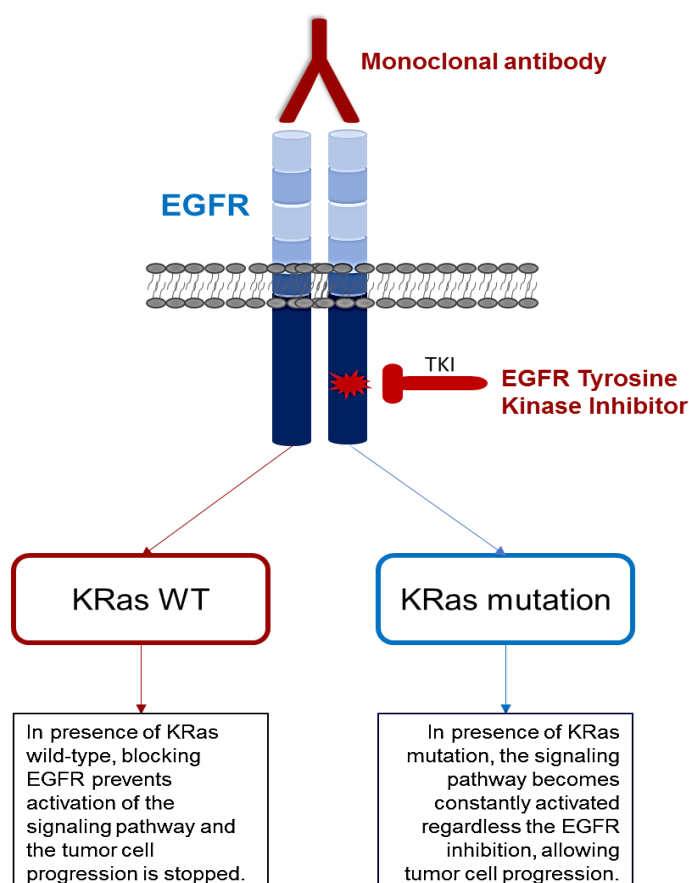 Monoclonal antibody
EGFR
TKI
EGFR Tyrosine
Kinase Inhibitor
KRas WT
KRas mutation
In presence of KRas
wild-type, blocking
EGFR prevents
activation of the
signaling pathway and
the tumor cell
progression is stopped.
In presence of KRas
mutation, the signaling
pathway becomes
constantly activated
regardless the EGFR
inhibition, allowing
tumor cell progression.